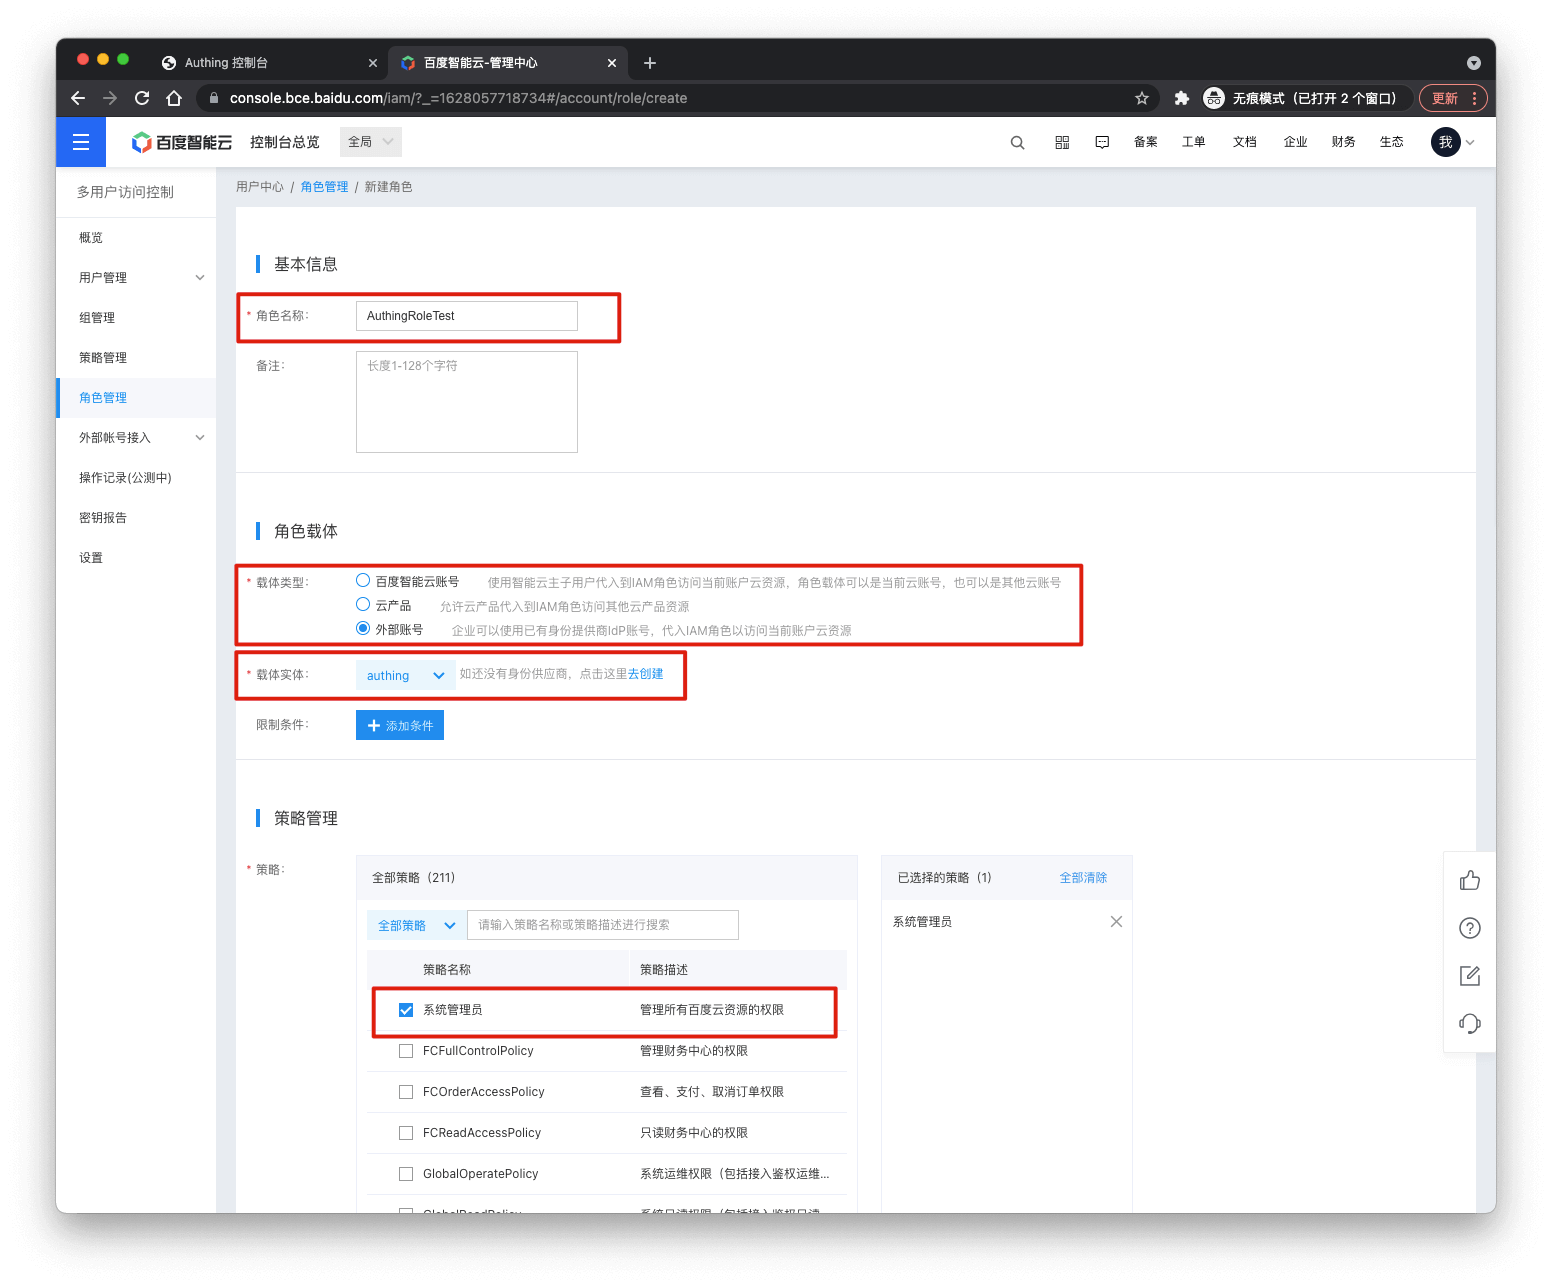 Authing 控制台
百度智能云-管理中心
console.bce.baidu.com/iam/?_=1628057718734#/account/role/create
无痕模式（已打开 2 个窗口）
更新
百度智能云
控制台总览
全局
备案
工单
文档
企业
财务
生态
我
多用户访问控制
概览
用户管理
组管理
策略管理
角色管理
外部帐号接入
操作记录(公测中)
密钥报告
设置
用户中心 / 角色管理 / 新建角色
基本信息
* 角色名称： AuthingRoleTest
备注： 长度1-128个字符
角色载体
* 载体类型： 百度智能云账号 使用智能云主子用户代入到IAM角色访问当前账户云资源，角色载体可以是当前云账号，也可以是其他云账号
云产品 允许云产品代入到IAM角色访问其他云产品资源
外部账号 企业可以使用已有身份提供商IdP账号，代入IAM角色以访问当前账户云资源
* 载体实体： authing 如还没有身份供应商，点击这里去创建
限制条件： 添加条件
策略管理
* 策略： 全部策略（211）
全部策略 请输入策略名称或策略描述进行搜索
策略名称 策略描述
系统管理员 管理所有百度云资源的权限
FCFullControlPolicy 管理财务中心的权限
FCOrderAccessPolicy 查看、支付、取消订单权限
FCReadAccessPolicy 只读财务中心的权限
GlobalOperatePolicy 系统运维权限（包括接入鉴权运维...
已选择的策略（1） 全部清除
系统管理员